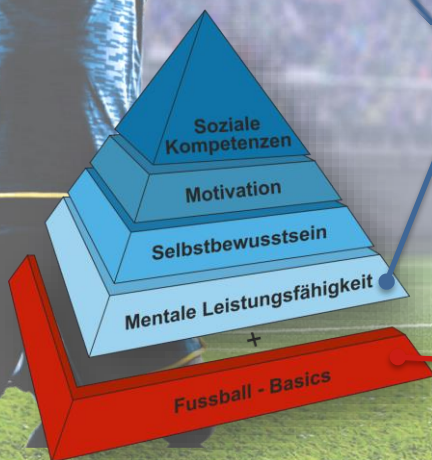 Soziale
Kompetenzen
Motivation
Selbstbewusstsein
Mentale Leistungsfähigkeit
+
Fussball - Basics